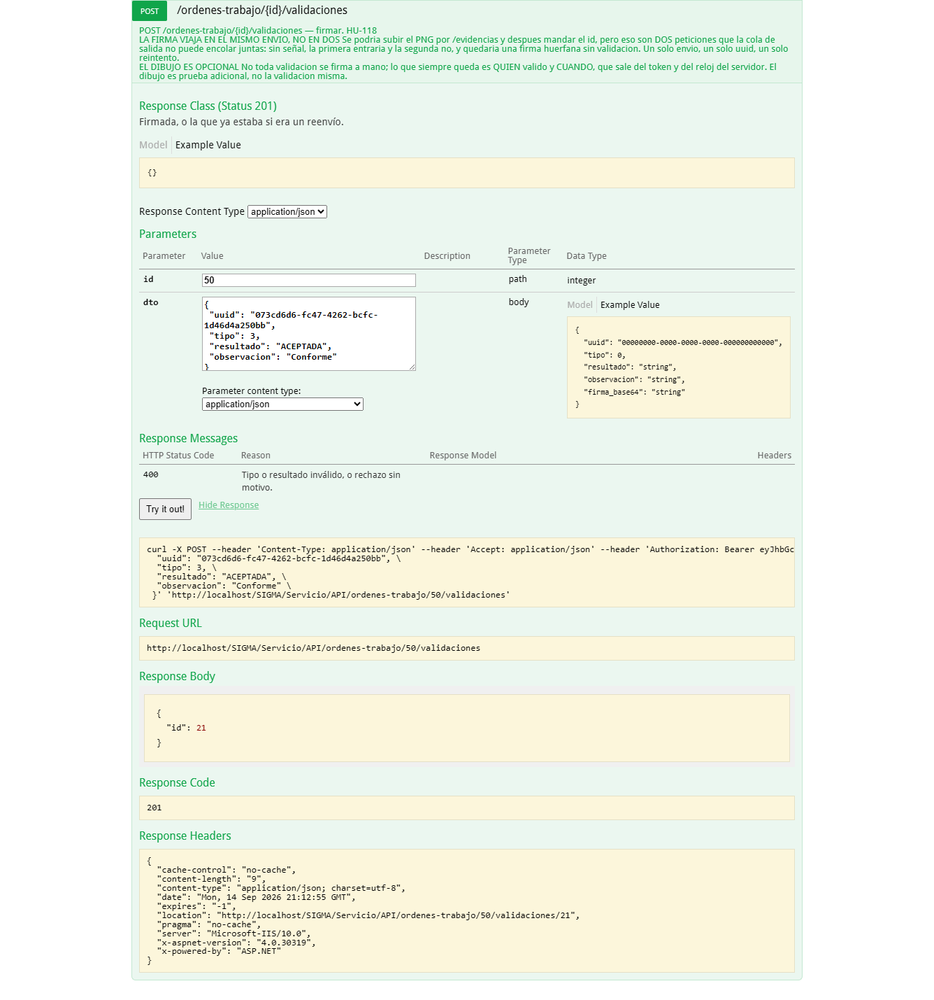 POST /ordenes-trabajo/{id}/validaciones
POST /ordenes-trabajo/{id}/validaciones — firmar. HU-118
LA FIRMA VIAJA EN EL MISMO ENVIO, NO EN DOS Se podria subir el PNG por /evidencias y despues mandar el id, pero eso son DOS peticiones que la cola de
salida no puede encolar juntas: sin señal, la primera entraria y la segunda no, y quedaria una firma huerfana sin validacion. Un solo envio, un solo uuid, un solo
reintento.
EL DIBUJO ES OPCIONAL No toda validacion se firma a mano; lo que siempre queda es QUIEN valido y CUANDO, que sale del token y del reloj del servidor. El
dibujo es prueba adicional, no la validacion misma.
Response Class (Status 201)
Firmada, o la que ya estaba si era un reenvío.
Model Example Value
{}
Response Content Type application/json
Parameters
Parameter Value Description Parameter Type Data Type
id 50 path integer
dto
{
"uuid": "073cd6d6-fc47-4262-bcfc-
1d46d4a250bb",
"tipo": 3,
"resultado": "ACEPTADA",
"observacion": "Conforme"
}
body
Model Example Value
{
"uuid": "00000000-0000-0000-0000-000000000000",
"tipo": 0,
"resultado": "string",
"observacion": "string",
"firma_base64": "string"
}
Parameter content type:
application/json
Response Messages
HTTP Status Code Reason Response Model Headers
400 Tipo o resultado inválido, o rechazo sin
motivo.
Try it out! Hide Response
curl -X POST --header 'Content-Type: application/json' --header 'Accept: application/json' --header 'Authorization: Bearer eyJhbGc
"uuid": "073cd6d6-fc47-4262-bcfc-1d46d4a250bb", \
"tipo": 3, \
"resultado": "ACEPTADA", \
"observacion": "Conforme" \
}' 'http://localhost/SIGMA/Servicio/API/ordenes-trabajo/50/validaciones'
Request URL
http://localhost/SIGMA/Servicio/API/ordenes-trabajo/50/validaciones
Response Body
{
"id": 21
}
Response Code
201
Response Headers
{
"cache-control": "no-cache",
"content-length": "9",
"content-type": "application/json; charset=utf-8",
"date": "Mon, 14 Sep 2026 21:12:55 GMT",
"expires": "-1",
"location": "http://localhost/SIGMA/Servicio/API/ordenes-trabajo/50/validaciones/21",
"pragma": "no-cache",
"server": "Microsoft-IIS/10.0",
"x-aspnet-version": "4.0.30319",
"x-powered-by": "ASP.NET"
}